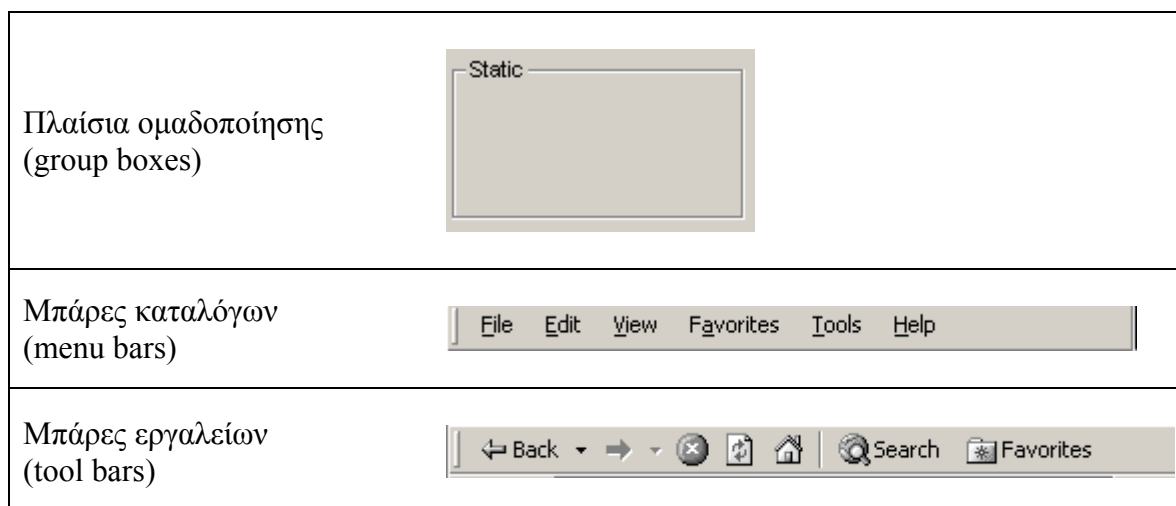 Static
Πλαίσια ομαδοποίησης
(group boxes)
Μπάρες καταλόγων
(menu bars)
File Edit View Favorites Tools Help
Μπάρες εργαλείων
(tool bars)
Back Search Favorites